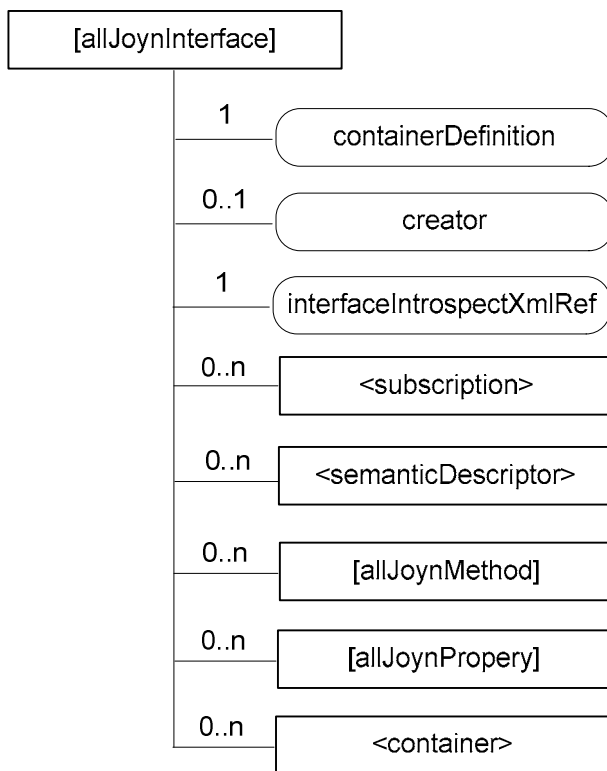 [allJoynInterface]
1
containerDefinition
0..1
creator
1
interfaceIntrospectXmlRef
0..n
<subscription>
0..n
<semanticDescriptor>
0..n
[allJoynMethod]
0..n
[allJoynPropery]
0..n
<container>